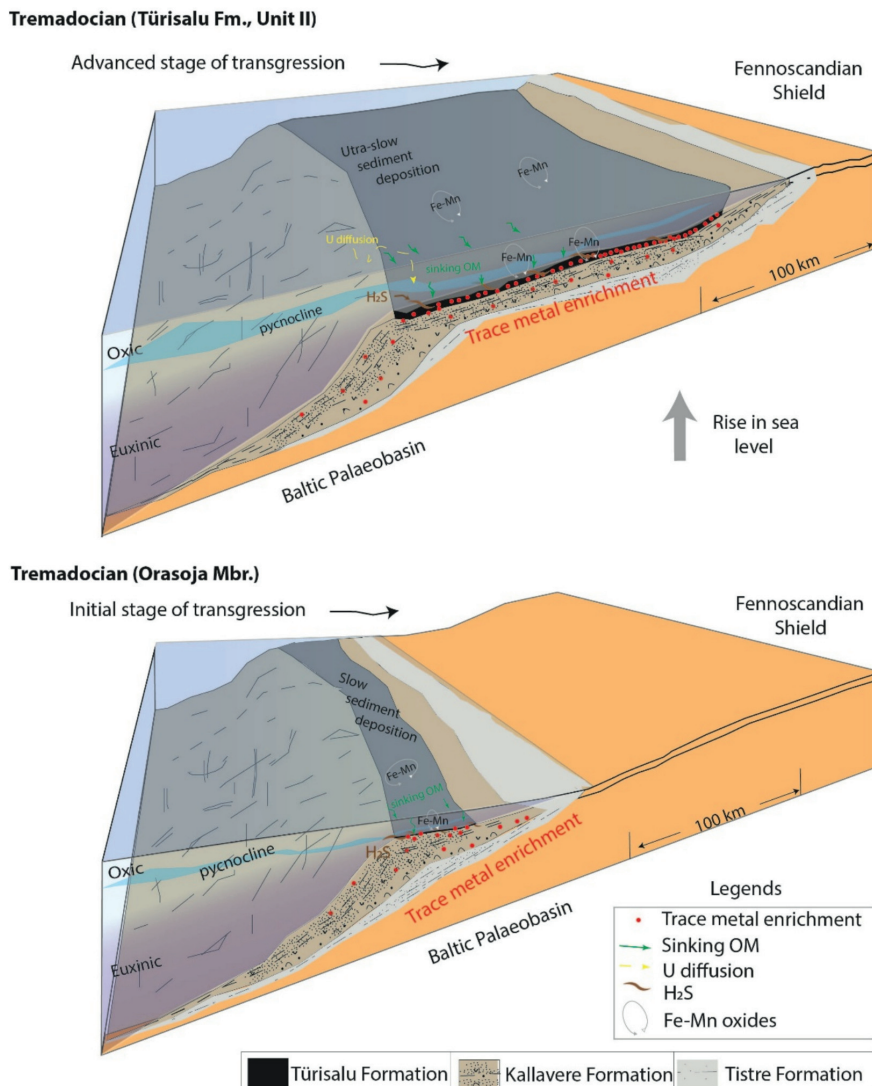 Tremadocian (Türisalu Fm., Unit II)
Advanced stage of transgression
Fennoscandian
Shield
Utra-slow
sediment
deposition
Fe-Mn
Fe-Mn
U diffusion
Fe-Mn
Fe-Mn
sinking OM
H₂S
100 km
Trace metal enrichment
pycnocline
Oxic
Rise in sea
level
Euxinic
Baltic Palaeobasin
Tremadocian (Orasoja Mbr.)
Initial stage of transgression
Fennoscandian
Shield
Slow
sediment
deposition
Fe-Mn
sinking OM
Fe-Mn
100 km
H₂S
pycnocline
Oxic
Trace metal enrichment
Legends
Trace metal enrichment
Baltic Palaeobasin
Sinking OM
Euxinic
U diffusion
H₂S
Fe-Mn oxides
Türisalu Formation
Kallavere Formation
Tistre Formation